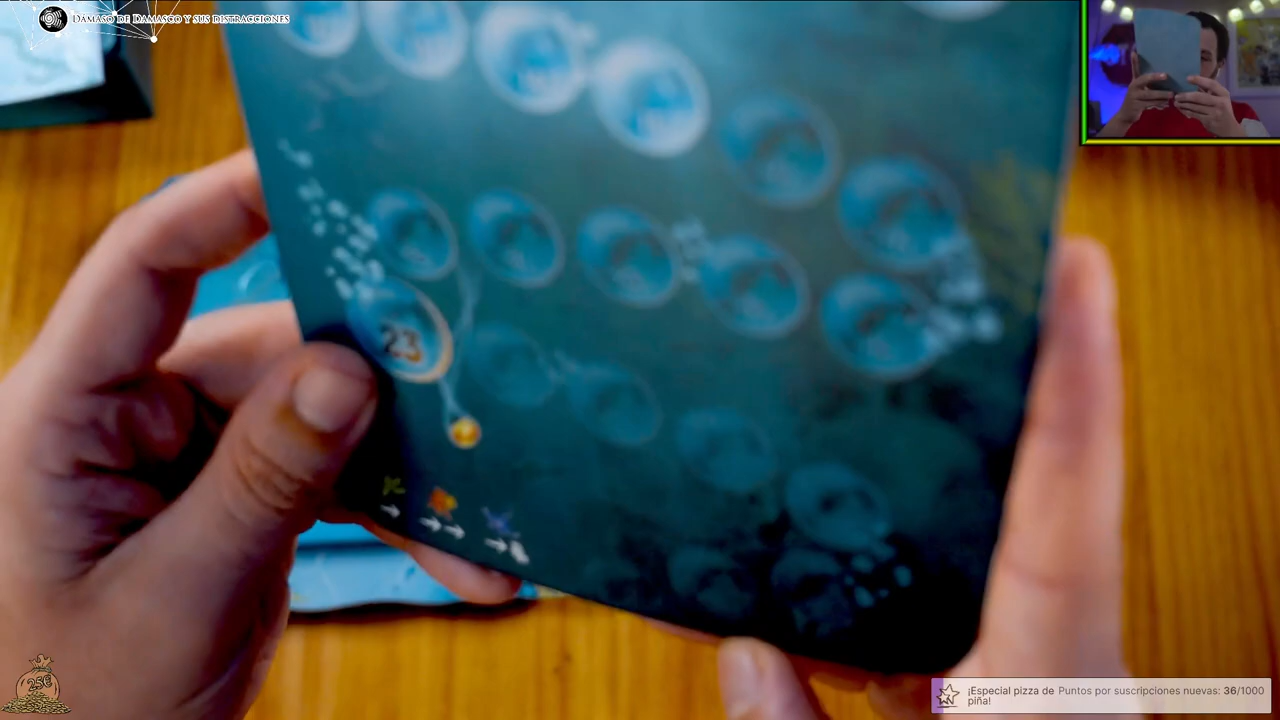 Dámaso de Damasco y sus distracciones
23
25€
¡Especial pizza de Puntos por suscripciones nuevas: 36/1000
piña!